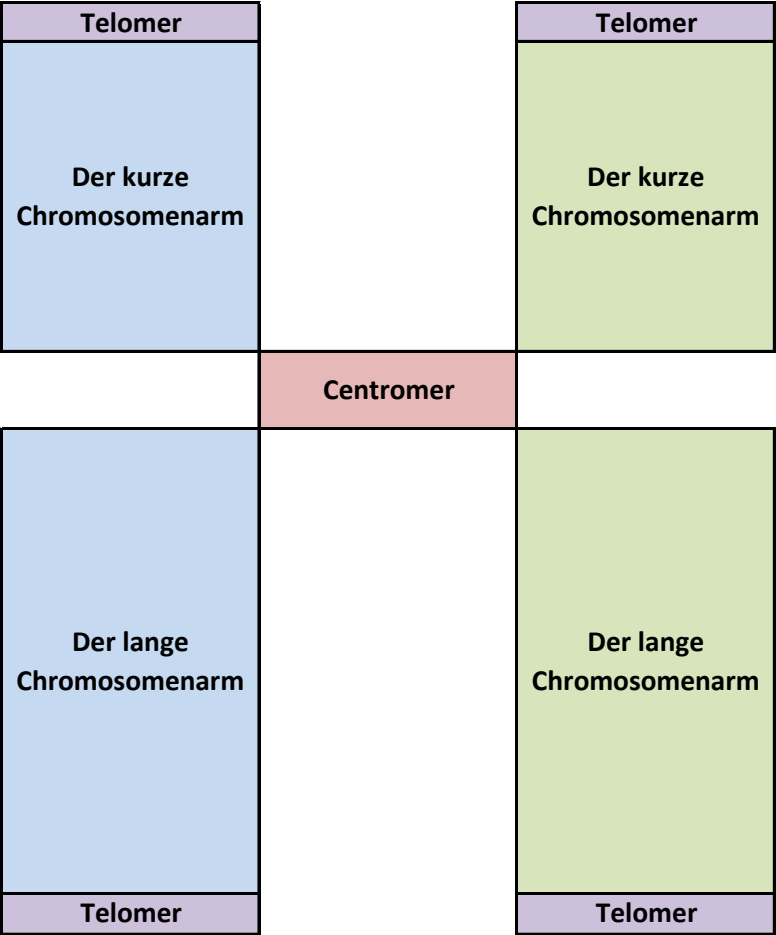 Telomer
Telomer
Der kurze
Chromosomenarm
Der kurze
Chromosomenarm
Centromer
Der lange
Chromosomenarm
Der lange
Chromosomenarm
Telomer
Telomer